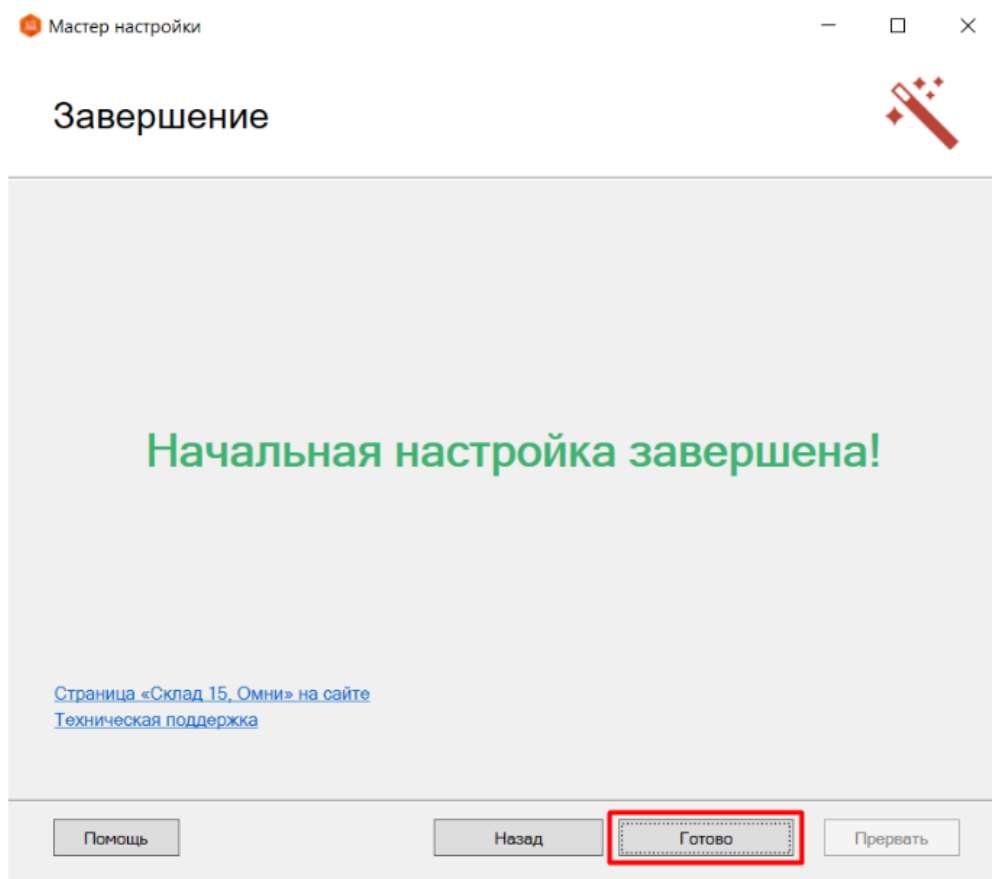 Мастер настройки
Завершение
Начальная настройка завершена!
Страница «Склад 15, Омни» на сайте
Техническая поддержка
Помощь
Назад
Готово
Прервать